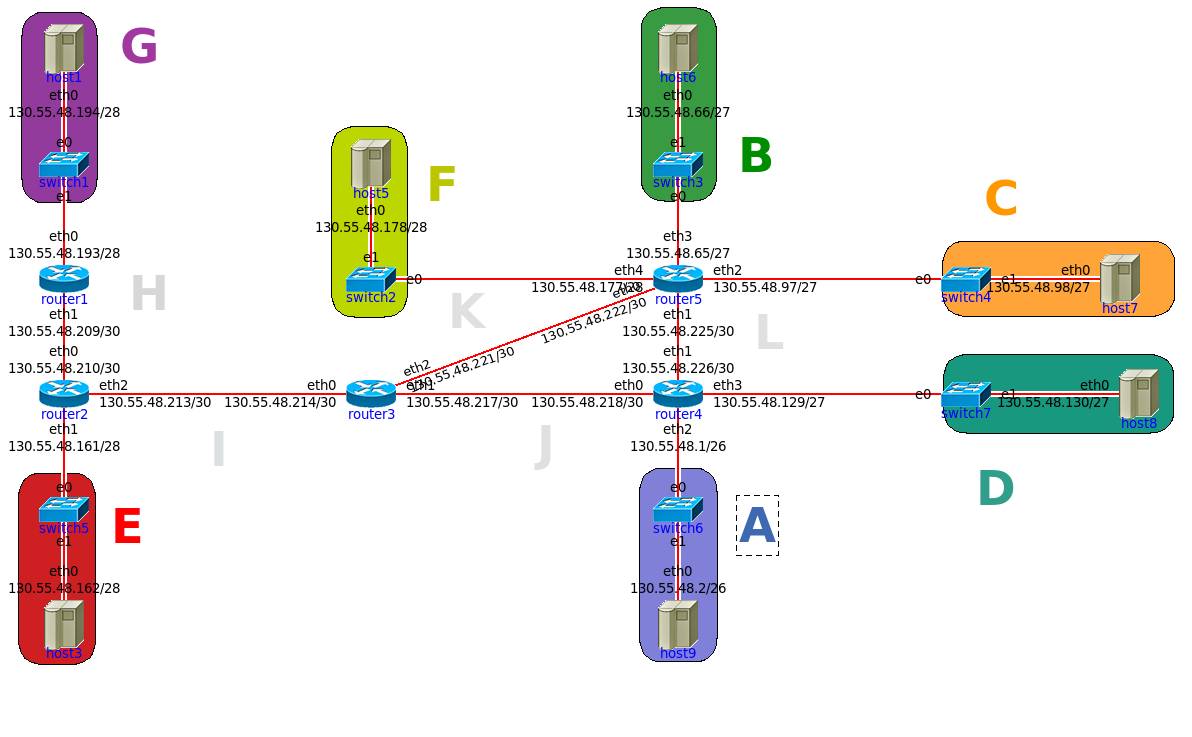 G
host1
eth0
130.55.48.194/28
e0
switch1
e1
eth0
130.55.48.193/28
router1
eth1
130.55.48.209/30
H
eth0
130.55.48.210/30
router2
eth2
130.55.48.213/30
eth1
130.55.48.161/28
I
e0
switch5
e1
eth0
130.55.48.162/28
host3
E
F
host5
eth0
130.55.48.178/28
e1
switch2
e0
K
eth0
130.55.48.214/30
router3
eth2
130.55.48.221/30
eth1
130.55.48.217/30
J
host6
eth0
130.55.48.66/27
e1
switch3
e0
B
eth3
130.55.48.65/27
eth4
130.55.48.177/28
eth0
130.55.48.222/30
router5
eth2
130.55.48.97/27
eth1
130.55.48.225/30
L
eth1
130.55.48.226/30
eth0
130.55.48.218/30
router4
eth3
130.55.48.129/27
eth2
130.55.48.1/26
e0
switch6
e1
eth0
130.55.48.2/26
host9
A
C
e0
switch4
e1
eth0
130.55.48.98/27
host7
e0
switch7
e1
eth0
130.55.48.130/27
host8
D